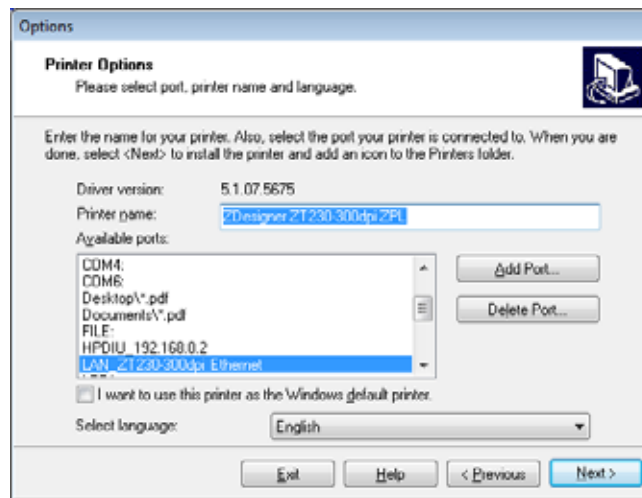 Options
Printer Options
Please select port, printer name and language.
Enter the name for your printer. Also, select the port your printer is connected to. When you are
done, select <Next> to install the printer and add an icon to the Printers folder.
Driver version: 5.1.07.5675
Printer name: ZDesigner ZT230-300dpi ZPL
Available ports:
COM4:
COM6:
Desktop\*.pdf
Documents\*.pdf
FILE:
HPDIU_192.168.0.2
LAN_ZT230-300dpi Ethernet
Add Port...
Delete Port...
I want to use this printer as the Windows default printer.
Select language: English
Exit Help < Previous Next >